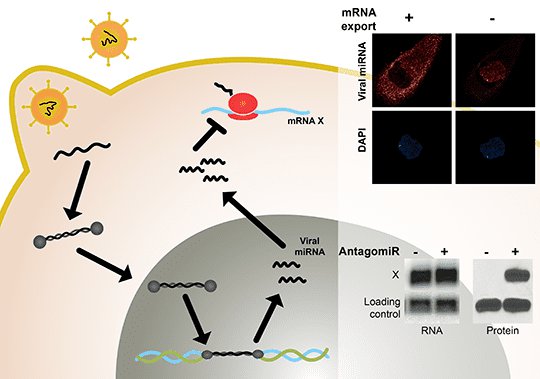 mRNA
export
+ -
Viral miRNA
DAPI
mRNA X
Viral
miRNA
AntagomiR
- + - +
X
Loading
control
RNA Protein